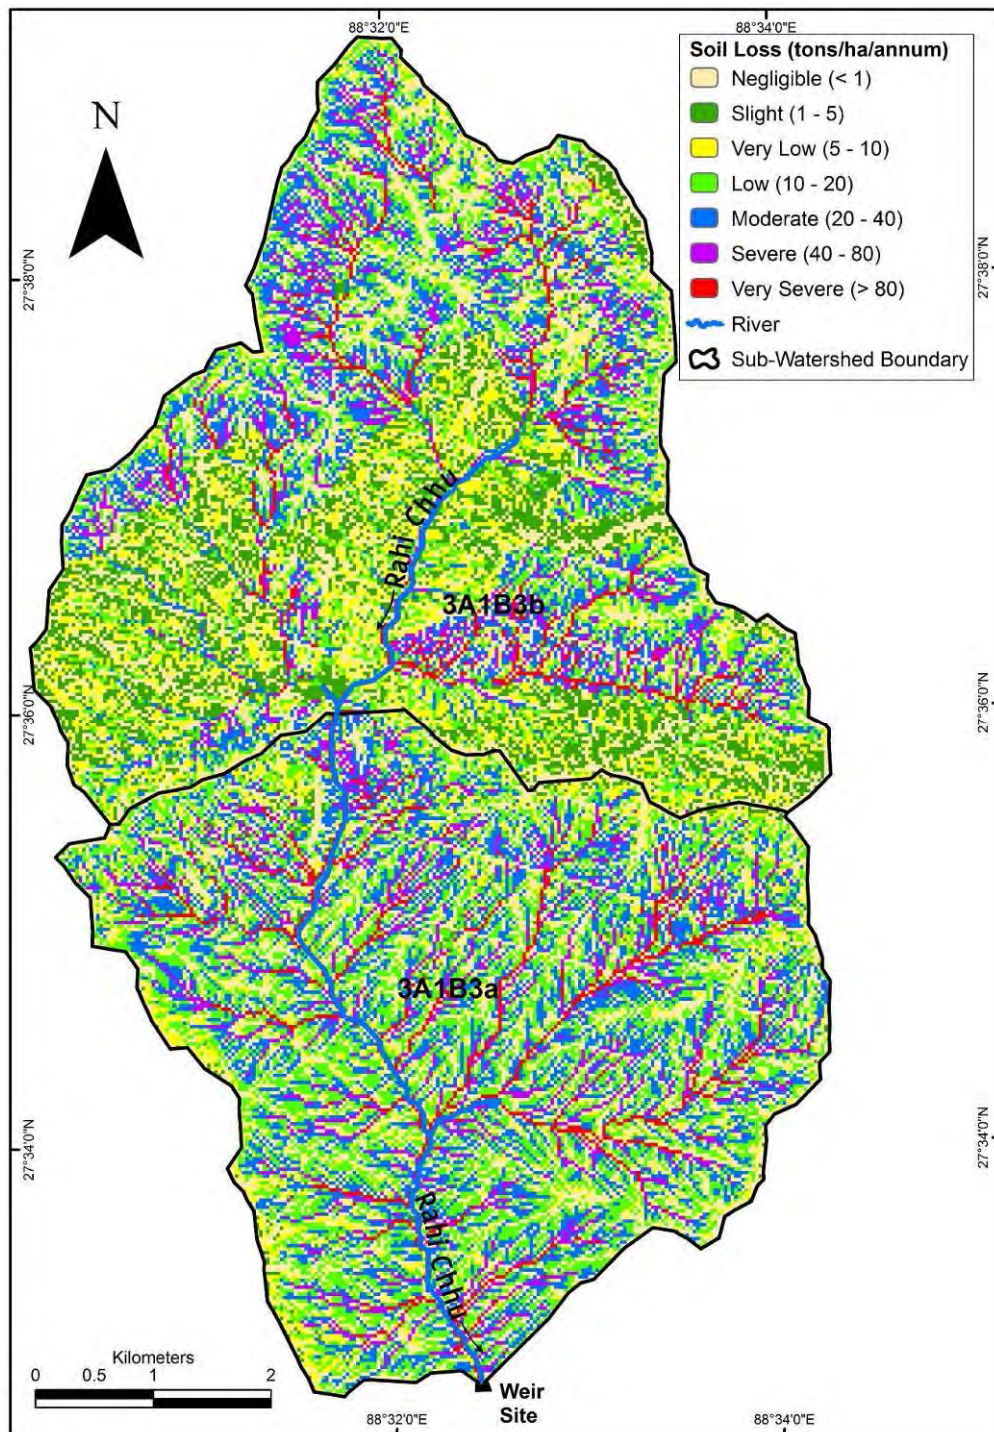 88°32'0"E
88°34'0"E
Soil Loss (tons/ha/annum)
Negligible (< 1)
Slight (1 - 5)
Very Low (5 - 10)
Low (10 - 20)
Moderate (20 - 40)
Severe (40 - 80)
Very Severe (> 80)
River
Sub-Watershed Boundary
N
27°38'0"N
27°38'0"N
Rahi Chhu
3A1B3b
27°36'0"N
27°36'0"N
3A1B3a
27°34'0"N
27°34'0"N
Rahi Chhu
Kilometers
0 0.5 1 2
Weir
Site
88°32'0"E
88°34'0"E